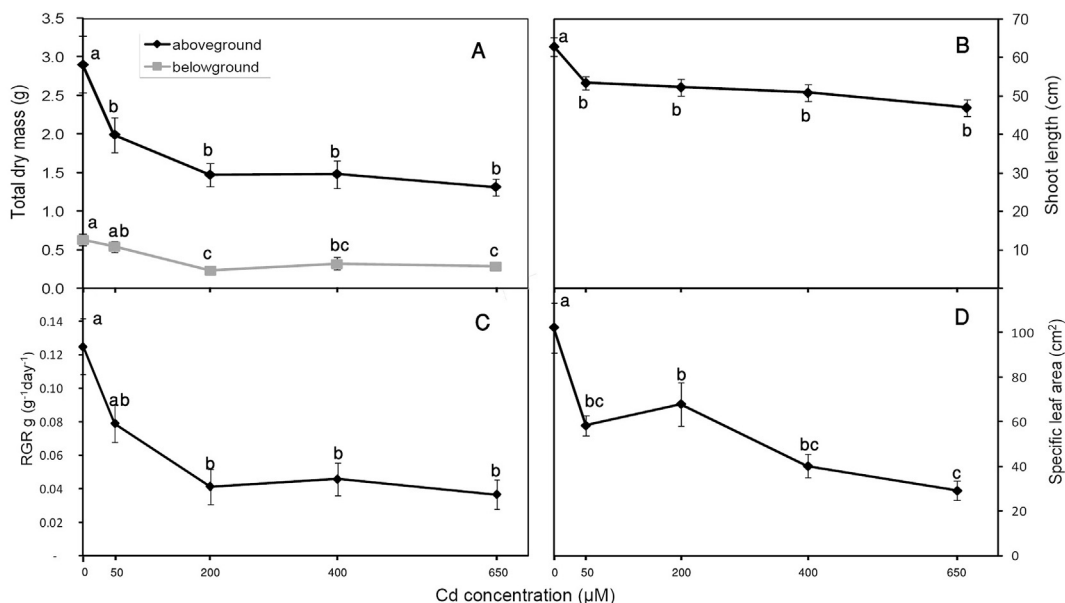 3.5
3.0
2.5
2.0
1.5
1.0
0.5
0.0
Total dry mass (g)
aboveground
belowground
A
a
b
b
b
b
a
ab
c
bc
c
B
a
b
b
b
b
70
60
50
40
30
20
10
Shoot length (cm)
0.14
0.12
0.10
0.08
0.06
0.04
0.02
-
RGR g (g⁻¹day⁻¹)
C
a
ab
b
b
b
0
50
200
400
650
D
a
bc
b
bc
c
100
80
60
40
20
0
Specific leaf area (cm²)
0
50
200
400
650
Cd concentration (µM)